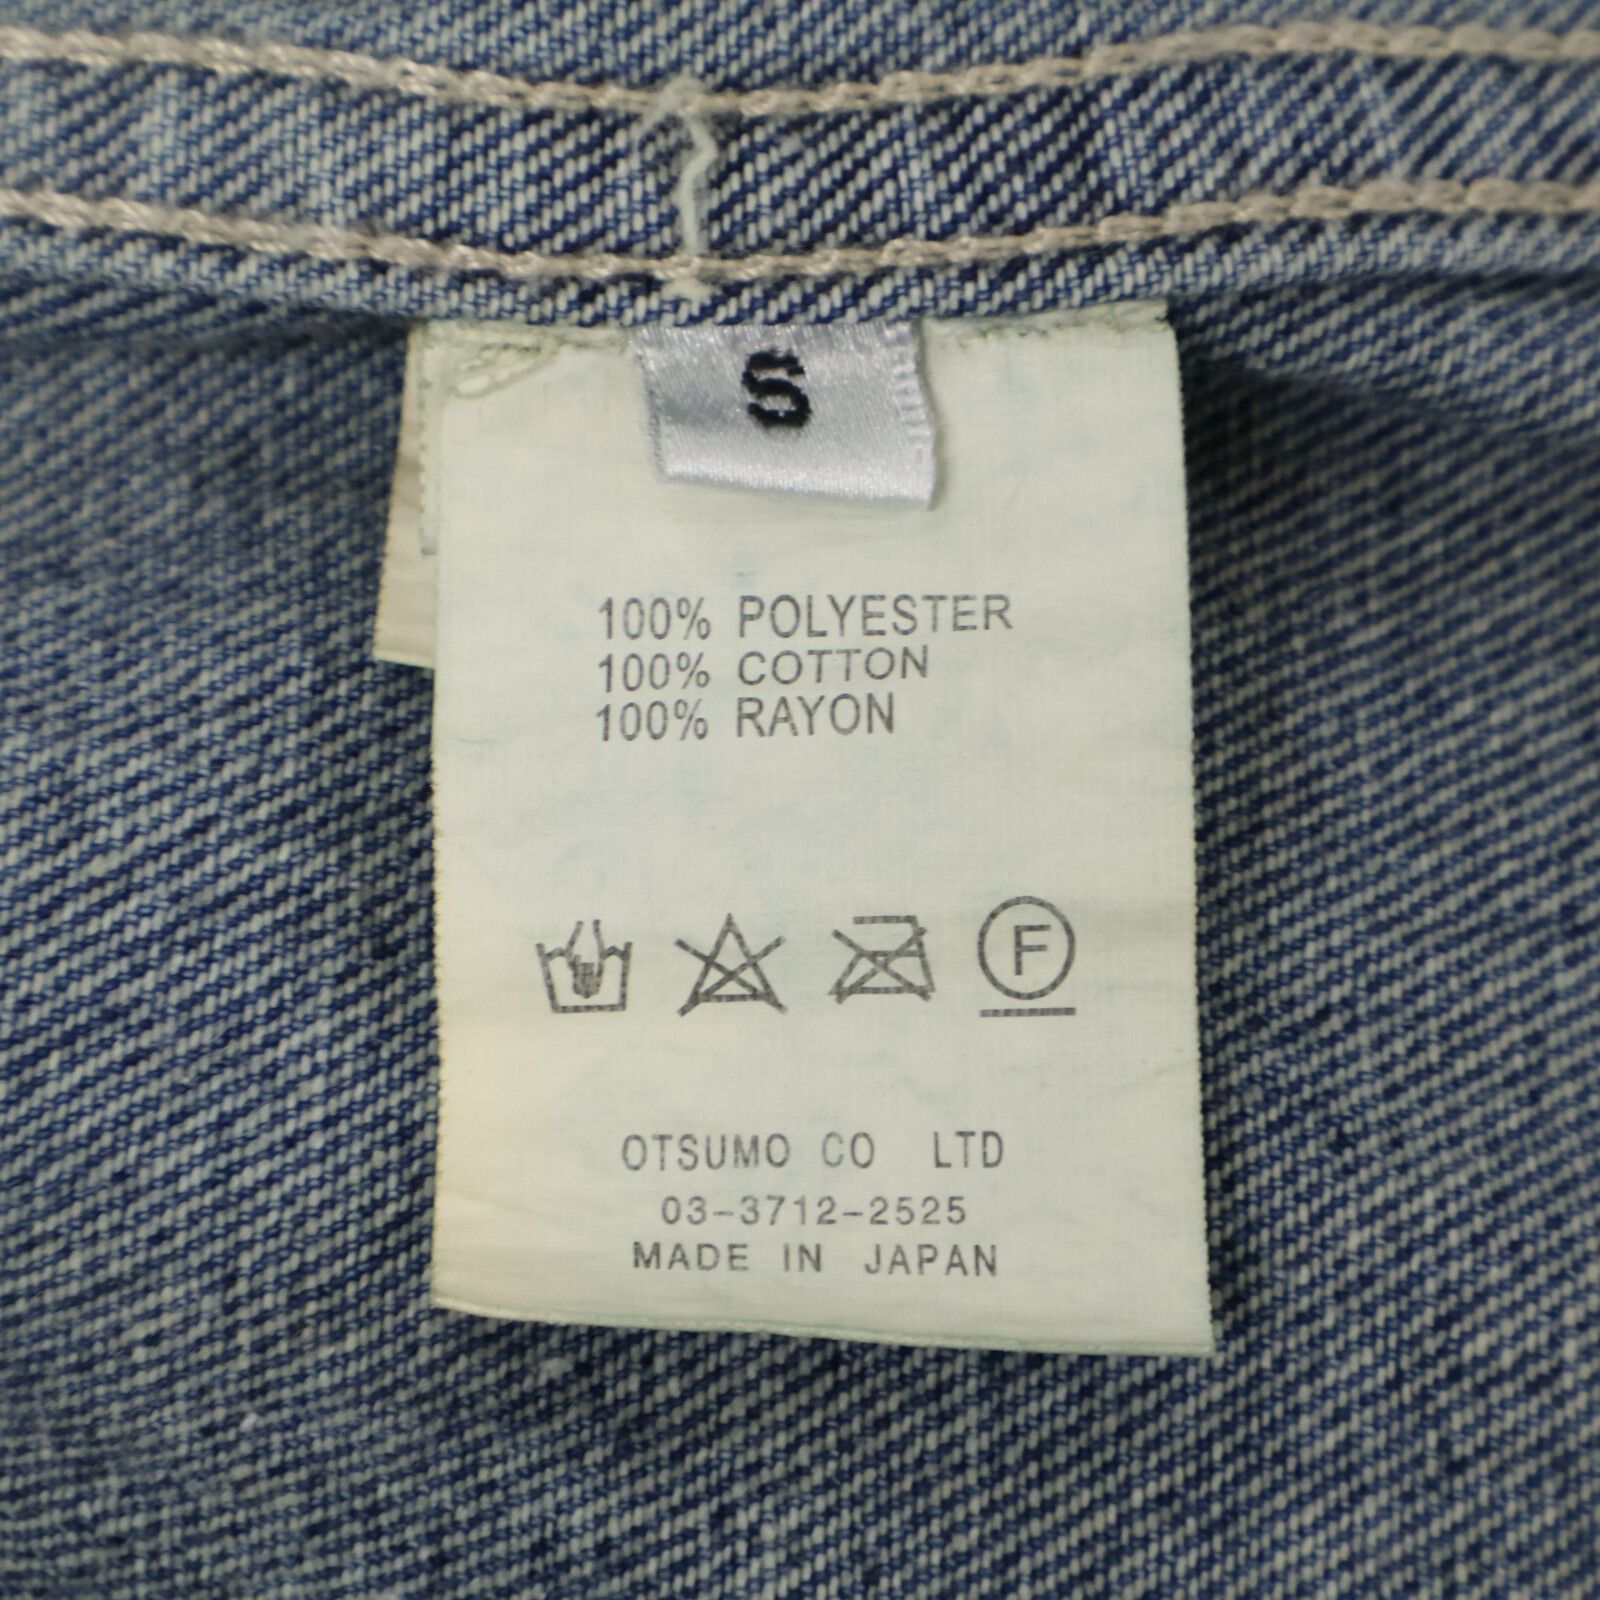 S
100% POLYESTER
100% COTTON
100% RAYON
F
OTSUMO CO LTD
03-3712-2525
MADE IN JAPAN